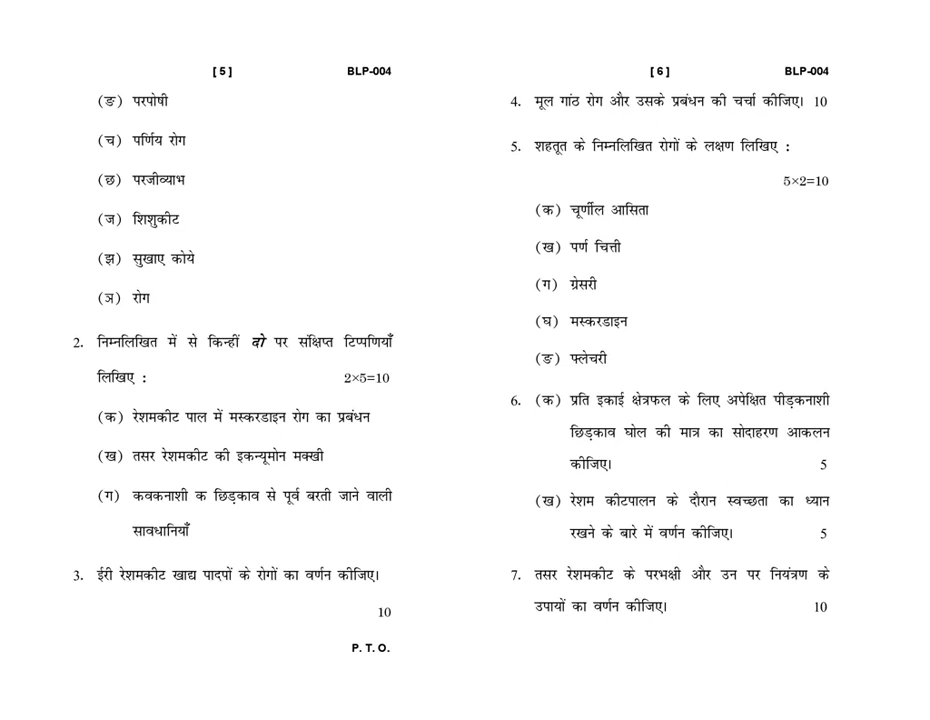 [ 5 ] BLP-004
(ङ) परपोषी
(च) पर्णिय रोग
(छ) परजीव्याभ
(ज) शिशुकीट
(झ) सुखाए कोये
(ञ) रोग
2. निम्नलिखित में से किन्हीं दो पर संक्षिप्त टिप्पणियाँ
लिखिए : 2×5=10
(क) रेशमकीट पाल में मस्करडाइन रोग का प्रबंधन
(ख) तसर रेशमकीट की इकन्यूमोन मक्खी
(ग) कवकनाशी क छिड़काव से पूर्व बरती जाने वाली
सावधानियाँ
3. ईरी रेशमकीट खाद्य पादपों के रोगों का वर्णन कीजिए।
10
P. T. O.
[ 6 ] BLP-004
4. मूल गांठ रोग और उसके प्रबंधन की चर्चा कीजिए। 10
5. शहतूत के निम्नलिखित रोगों के लक्षण लिखिए :
5×2=10
(क) चूर्णील आसिता
(ख) पर्ण चित्ती
(ग) ग्रेसरी
(घ) मस्करडाइन
(ङ) फ्लेचरी
6. (क) प्रति इकाई क्षेत्रफल के लिए अपेक्षित पीड़कनाशी
छिड़काव घोल की मात्र का सोदाहरण आकलन
कीजिए। 5
(ख) रेशम कीटपालन के दौरान स्वच्छता का ध्यान
रखने के बारे में वर्णन कीजिए। 5
7. तसर रेशमकीट के परभक्षी और उन पर नियंत्रण के
उपायों का वर्णन कीजिए। 10